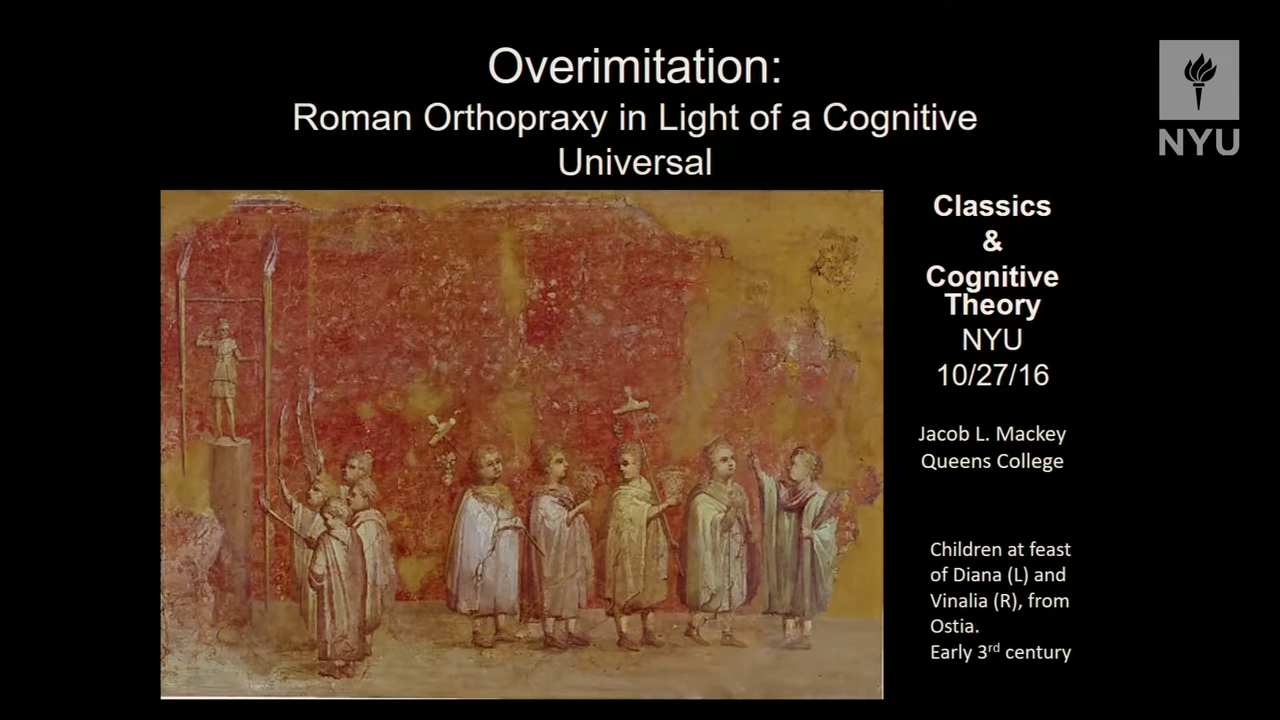 Overimitation:
Roman Orthopraxy in Light of a Cognitive
Universal
NYU
Classics
&
Cognitive
Theory
NYU
10/27/16
Jacob L. Mackey
Queens College
Children at feast
of Diana (L) and
Vinalia (R), from
Ostia.
Early 3rd century